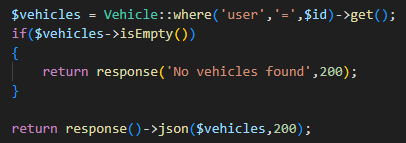 $vehicles = Vehicle::where('user','=',$id)->get();
if($vehicles->isEmpty())
{
    return response('No vehicles found',200);
}
return response()->json($vehicles,200);